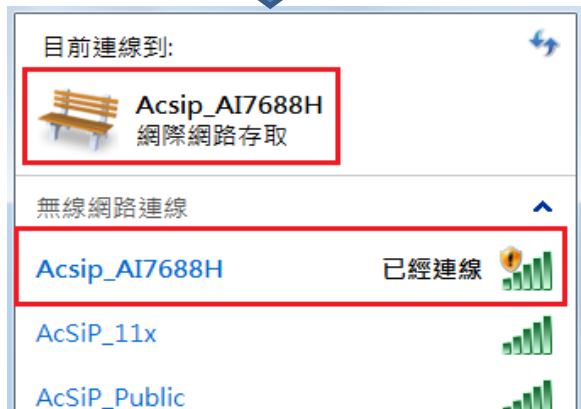 目前連線到:
Acsip_AI7688H
網際網路存取
無線網路連線
Acsip_AI7688H 已經連線
AcSiP_11x
AcSiP_Public